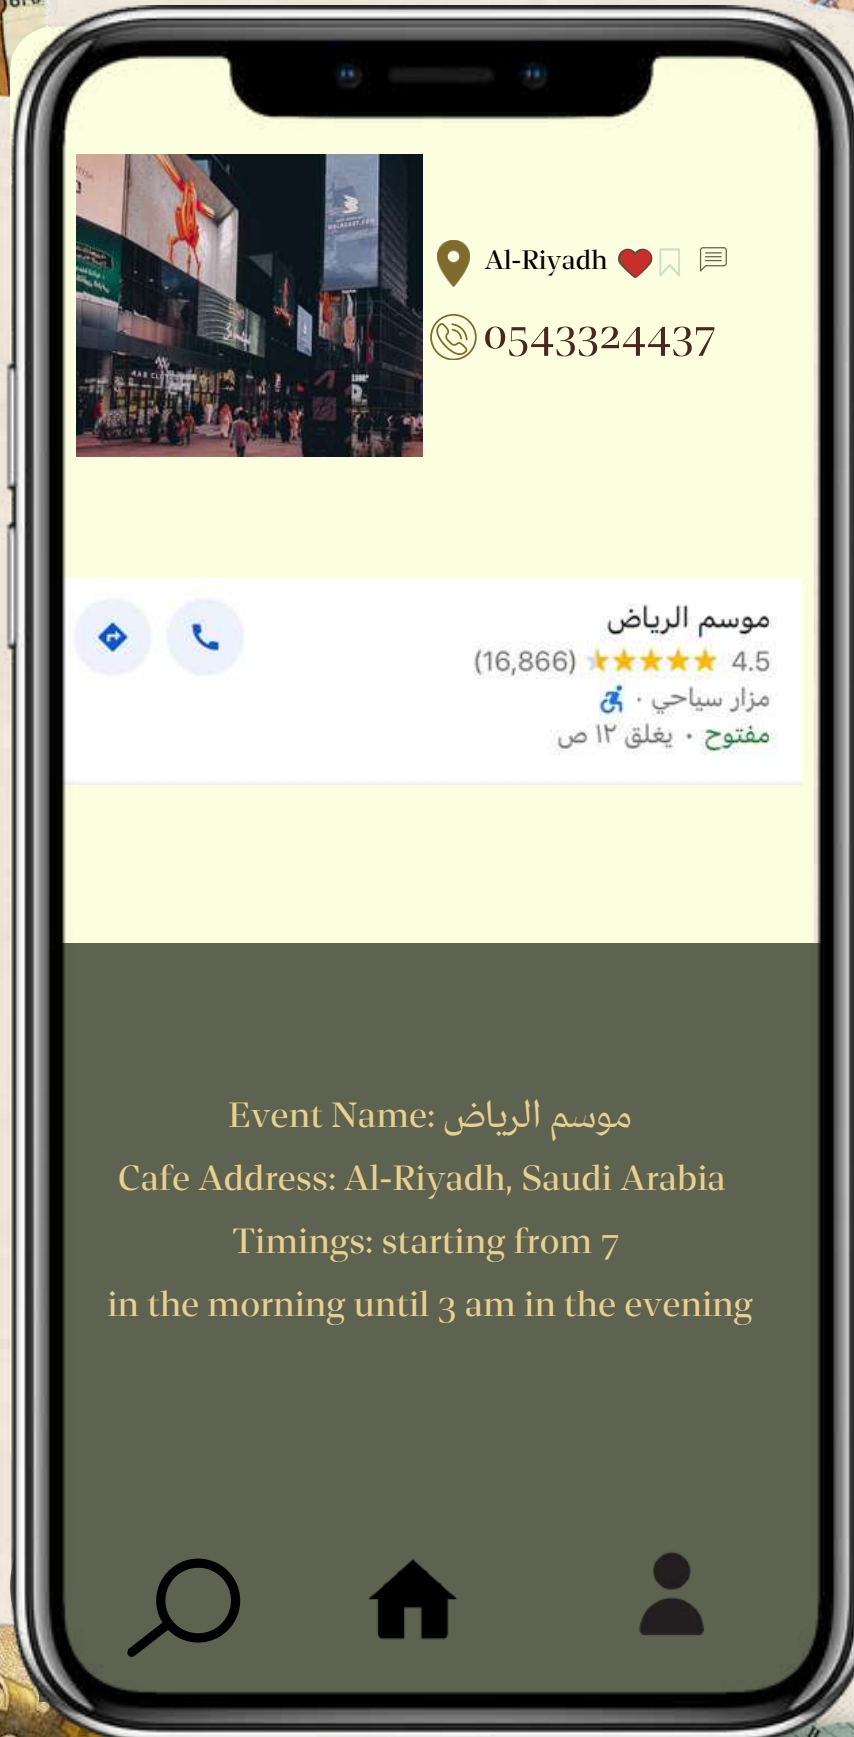 Al-Riyadh
0543324437
موسم الرياض
4.5 (16,866)
مزار سياحي ·
مفتوح · يغلق ١٢ ص
Event Name: موسم الرياض
Cafe Address: Al-Riyadh, Saudi Arabia
Timings: starting from 7
in the morning until 3 am in the evening